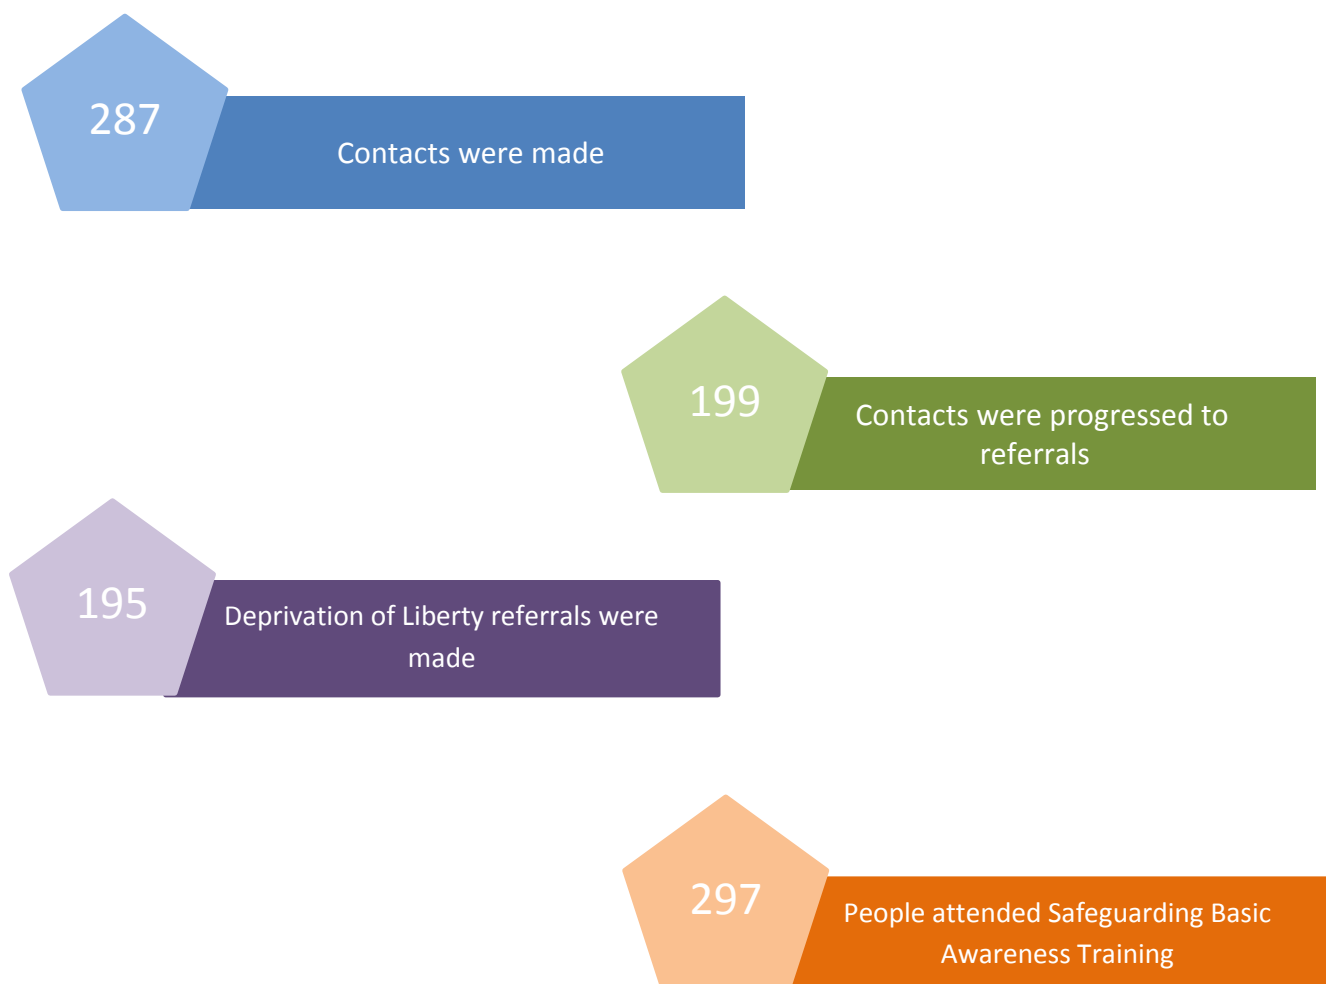 287
Contacts were made
199
Contacts were progressed to
referrals
195
Deprivation of Liberty referrals were
made
297
People attended Safeguarding Basic
Awareness Training